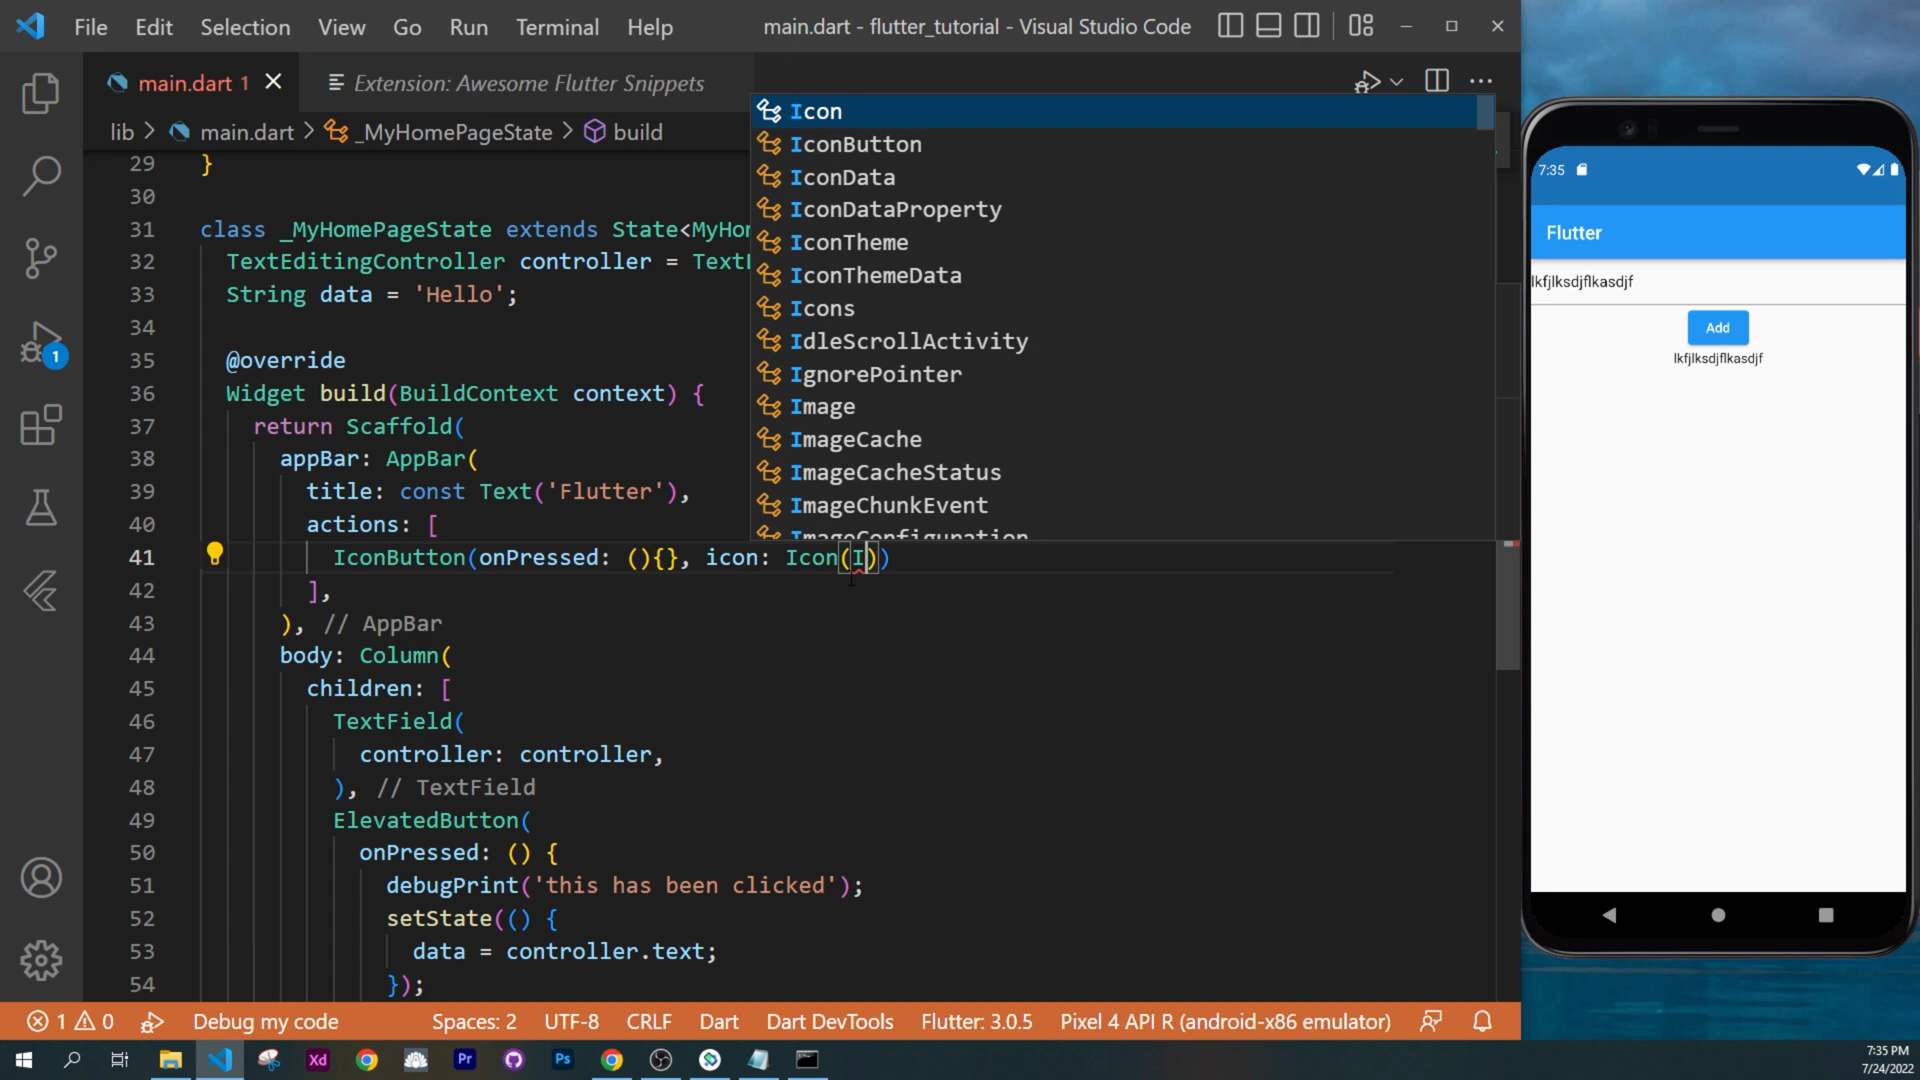 File Edit Selection View Go Run Terminal Help
main.dart - flutter_tutorial - Visual Studio Code
main.dart 1
Extension: Awesome Flutter Snippets
lib > main.dart > _MyHomePageState > build
29 }
30
31 class _MyHomePageState extends State<MyHo
32 TextEditingController controller = Text
33 String data = 'Hello';
34
35 @override
36 Widget build(BuildContext context) {
37 return Scaffold(
38 appBar: AppBar(
39 title: const Text('Flutter'),
40 actions: [
41 IconButton(onPressed: (){}, icon: Icon(I))
42 ],
43 ), // AppBar
44 body: Column(
45 children: [
46 TextField(
47 controller: controller,
48 ), // TextField
49 ElevatedButton(
50 onPressed: () {
51 debugPrint('this has been clicked');
52 setState(() {
53 data = controller.text;
54 });
Icon
IconButton
IconData
IconDataProperty
IconTheme
IconThemeData
Icons
IdleScrollActivity
IgnorePointer
Image
ImageCache
ImageCacheStatus
ImageChunkEvent
ImageConfiguration
1
1 0 Debug my code Spaces: 2 UTF-8 CRLF Dart Dart DevTools Flutter: 3.0.5 Pixel 4 API R (android-x86 emulator)
7:35
Flutter
lkfjlksdjflkasdjf
Add
lkfjlksdjflkasdjf
Xd Pr Ps
7:35 PM
7/24/2022